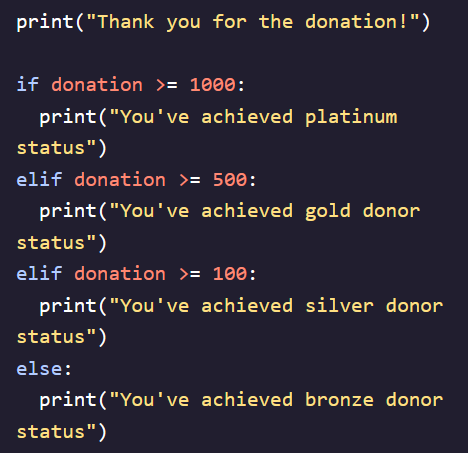 print("Thank you for the donation!")

if donation >= 1000:
  print("You've achieved platinum
status")
elif donation >= 500:
  print("You've achieved gold donor
status")
elif donation >= 100:
  print("You've achieved silver donor
status")
else:
  print("You've achieved bronze donor
status")